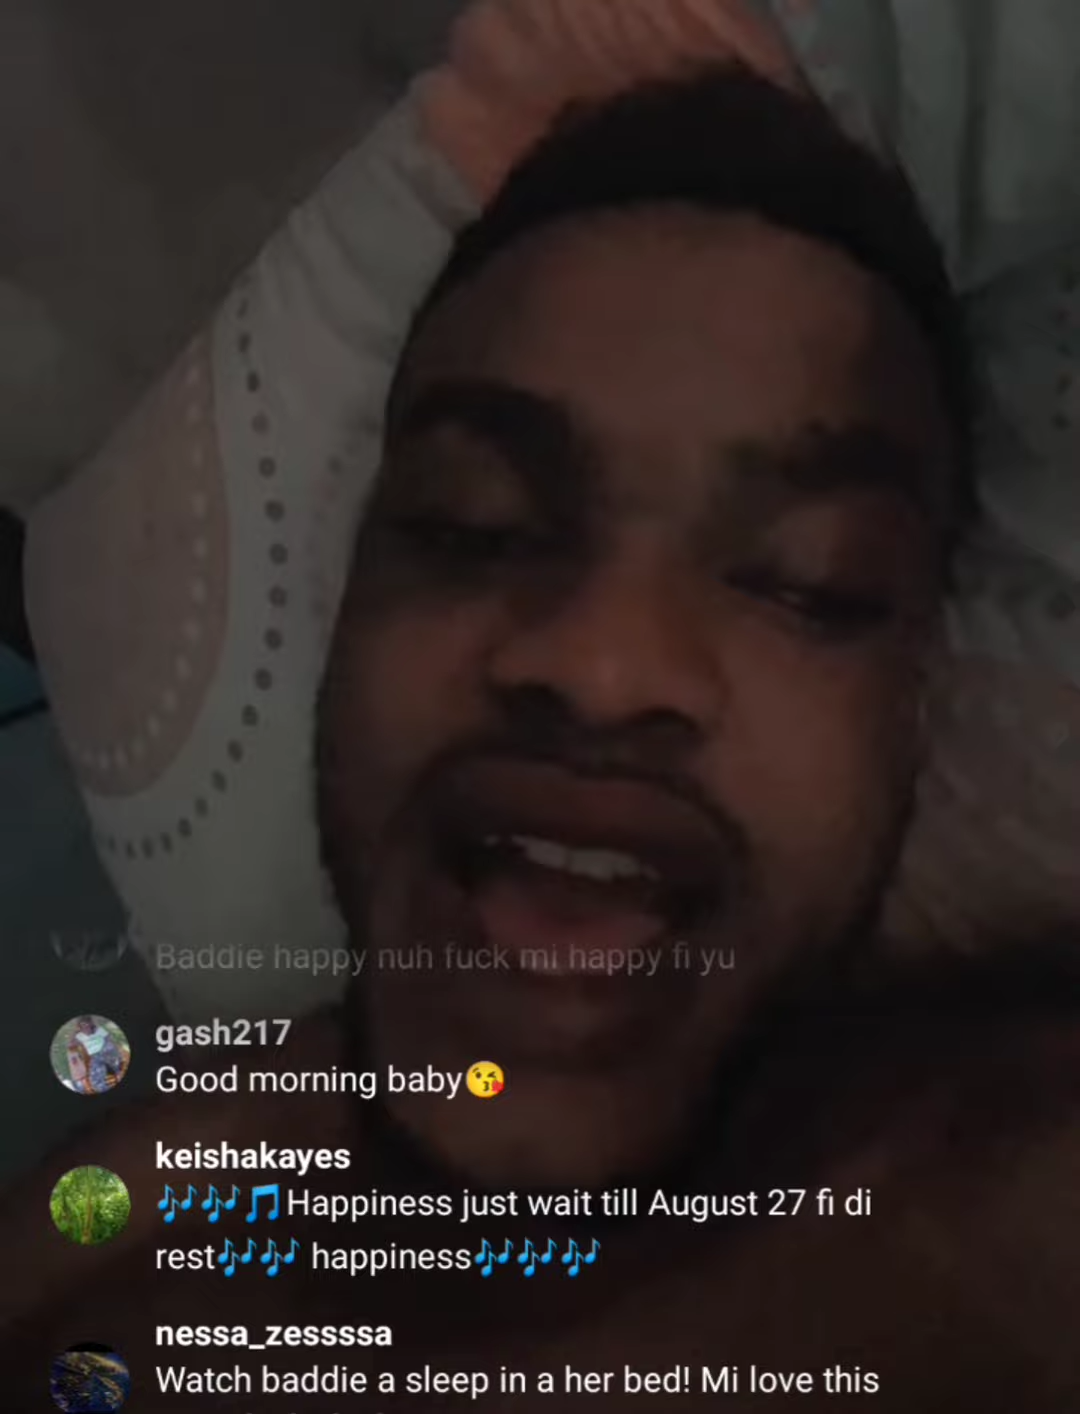 Baddie happy nuh fuck mi happy fi yu
gash217
Good morning baby😘
keishakayes
🎶🎶🎵Happiness just wait till August 27 fi di
rest🎶🎶 happiness🎶🎶🎶
nessa_zessssa
Watch baddie a sleep in a her bed! Mi love this